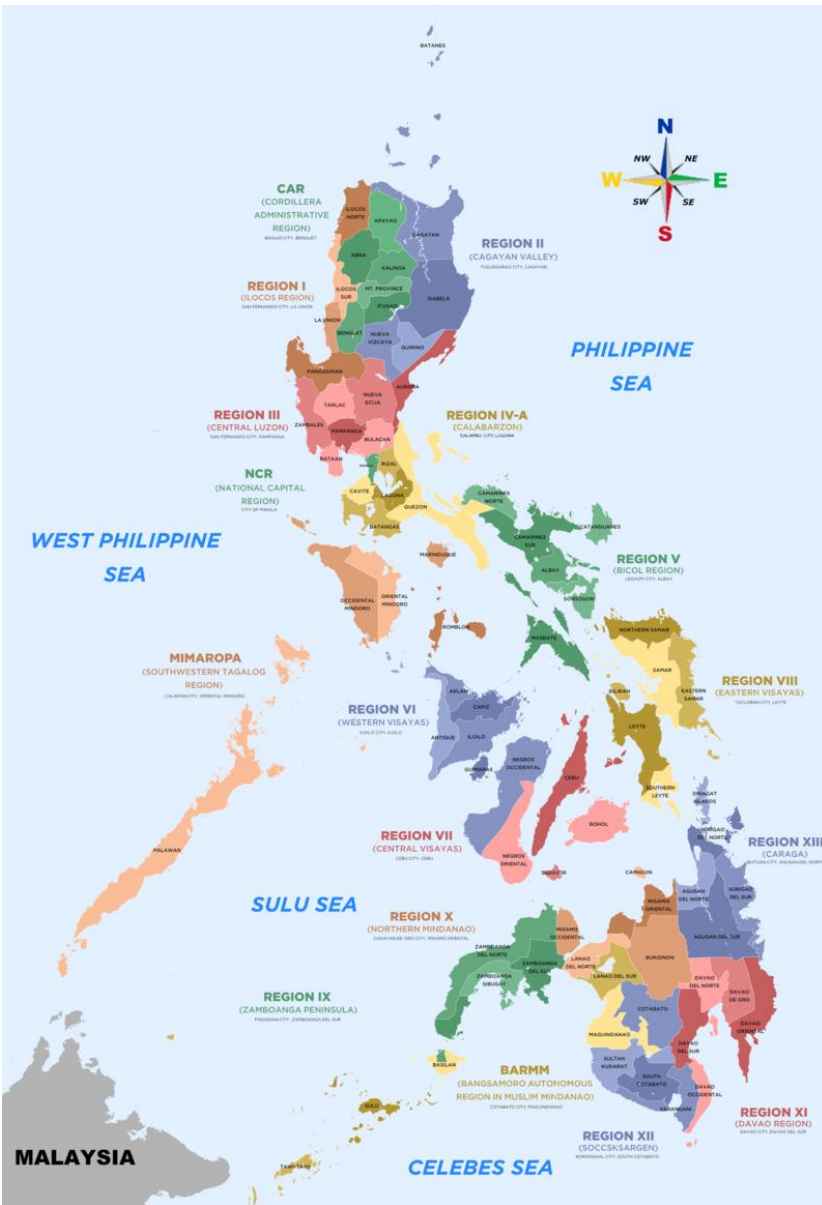 BATANES
N
NW
NE
W
E
SW
SE
S
CAR
(CORDILLERA
ADMINISTRATIVE
REGION)
BAGUIO CITY, BENGUET
ILOCOS
NORTE
APAYAO
CAGAYAN
REGION II
(CAGAYAN VALLEY)
TUGUEGARAO CITY, CAGAYAN
ABRA
KALINGA
REGION I
(ILOCOS REGION)
SAN FERNANDO CITY, LA UNION
ILOCOS
SUR
MT. PROVINCE
IFUGAO
ISABELA
LA UNION
BENGUET
NUEVA
VIZCAYA
QUIRINO
PHILIPPINE
SEA
PANGASINAN
AURORA
NUEVA
ECIJA
TARLAC
REGION III
(CENTRAL LUZON)
SAN FERNANDO CITY, PAMPANGA
ZAMBALES
PAMPANGA
BULACAN
BATAAN
REGION IV-A
(CALABARZON)
CALAMBA CITY, LAGUNA
NCR
(NATIONAL CAPITAL
REGION)
CITY OF MANILA
RIZAL
CAVITE
LAGUNA
QUEZON
BATANGAS
CAMARINES
NORTE
CATANDUANES
CAMARINES
SUR
WEST PHILIPPINE
SEA
MARINDUQUE
ALBAY
REGION V
(BICOL REGION)
LEGAZPI CITY, ALBAY
SORSOGON
OCCIDENTAL
MINDORO
ORIENTAL
MINDORO
ROMBLON
MASBATE
NORTHERN SAMAR
MIMAROPA
(SOUTHWESTERN TAGALOG
REGION)
CALAPAN CITY, ORIENTAL MINDORO
SAMAR
REGION VIII
(EASTERN VISAYAS)
TACLOBAN CITY, LEYTE
BILIRAN
EASTERN
SAMAR
REGION VI
(WESTERN VISAYAS)
ILOILO CITY, ILOILO
AKLAN
CAPIZ
ANTIQUE
ILOILO
LEYTE
GUIMARAS
NEGROS
OCCIDENTAL
CEBU
SOUTHERN
LEYTE
DINAGAT
ISLANDS
BOHOL
SURIGAO
DEL NORTE
REGION VII
(CENTRAL VISAYAS)
CEBU CITY, CEBU
NEGROS
ORIENTAL
SIQUIJOR
CAMIGUIN
REGION XIII
(CARAGA)
BUTUAN CITY, AGUSAN DEL NORT
PALAWAN
AGUSAN
DEL NORTE
SURIGAO
DEL SUR
SULU SEA
REGION X
(NORTHERN MINDANAO)
CAGAYAN DE ORO CITY, MISAMIS ORIENTAL
MISAMIS
ORIENTAL
MISAMIS
OCCIDENTAL
AGUSAN DEL SUR
ZAMBOANGA
DEL NORTE
ZAMBOANGA
DEL SUR
ZAMBOANGA
SIBUGAY
LANAO
DEL NORTE
LANAO DEL SUR
BUKIDNON
DAVAO
DEL NORTE
DAVAO
DE ORO
REGION IX
(ZAMBOANGA PENINSULA)
PAGADIAN CITY, ZAMBOANGA DEL SUR
COTABATO
DAVAO
ORIENTAL
MAGUINDANAO
DAVAO
DEL SUR
BASILAN
BARMM
(BANGSAMORO AUTONOMOUS
REGION IN MUSLIM MINDANAO)
COTABATO CITY, MAGUINDANAO
SULTAN
KUDARAT
SOUTH
COTABATO
DAVAO
OCCIDENTAL
SARANGANI
SULU
REGION XI
(DAVAO REGION)
DAVAO CITY, DAVAO DEL SUR
REGION XII
(SOCCSKSARGEN)
KORONADAL CITY, SOUTH COTABATO
MALAYSIA
TAWI-TAWI
CELEBES SEA